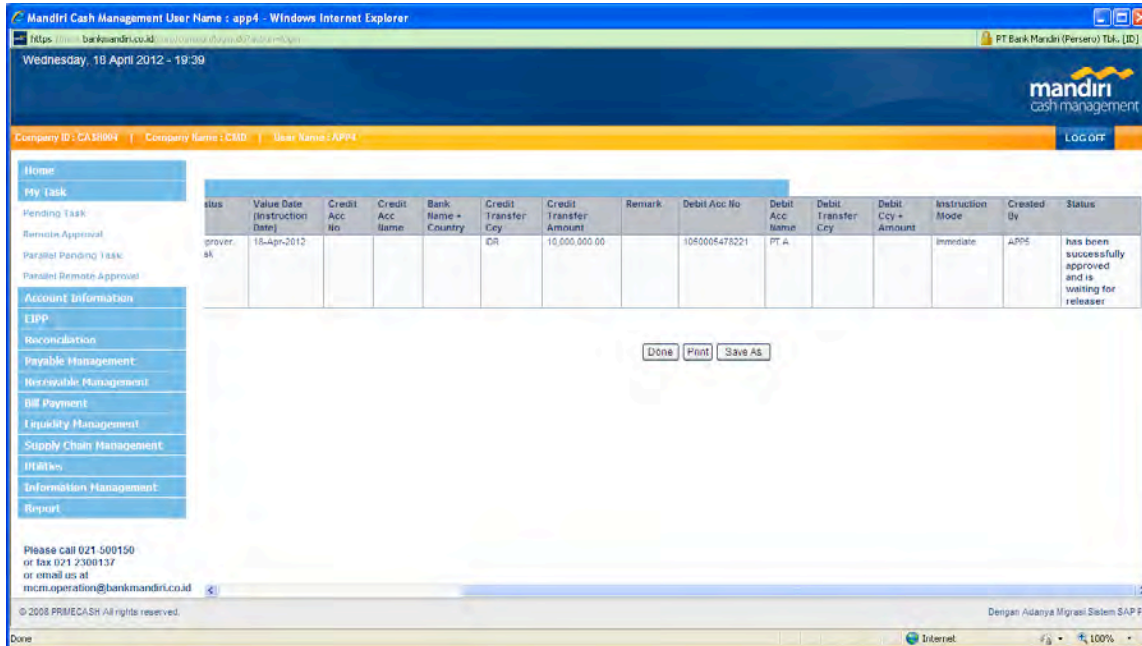 Mandiri Cash Management User Name : app4 - Windows Internet Explorer
https bankmandiri.co.id
PT Bank Mandiri (Persero) Tbk. [ID]
Wednesday, 18 April 2012 - 19:39
mandiri
cash management
Company ID : CASH004 | Company Name : CMD | User Name : APP4
LOG OFF
Home
My Task
Pending Task
Remote Approval
Parallel Pending Task
Parallel Remote Approval
Account Information
EIPP
Reconciliation
Payable Management
Receivable Management
Bill Payment
Liquidity Management
Supply Chain Management
Utilities
Information Management
Report
Please call 021-500150
or fax 021 2300137
or email us at
mcm.operation@bankmandiri.co.id
atus
Value Date (Instruction Date)
Credit Acc No
Credit Acc Name
Bank Name + Country
Credit Transfer Ccy
Credit Transfer Amount
Remark
Debit Acc No
Debit Acc Name
Debit Transfer Ccy
Debit Ccy + Amount
Instruction Mode
Created By
Status
prover
sk
18-Apr-2012
IDR
10,000,000.00
1050005478221
PT A
Immediate
APP5
has been
successfully
approved
and is
waiting for
releaser
Done Print Save As
© 2008 PRIMECASH All rights reserved.
Dengan Adanya Migrasi Sistem SAP P
Done
Internet
100%